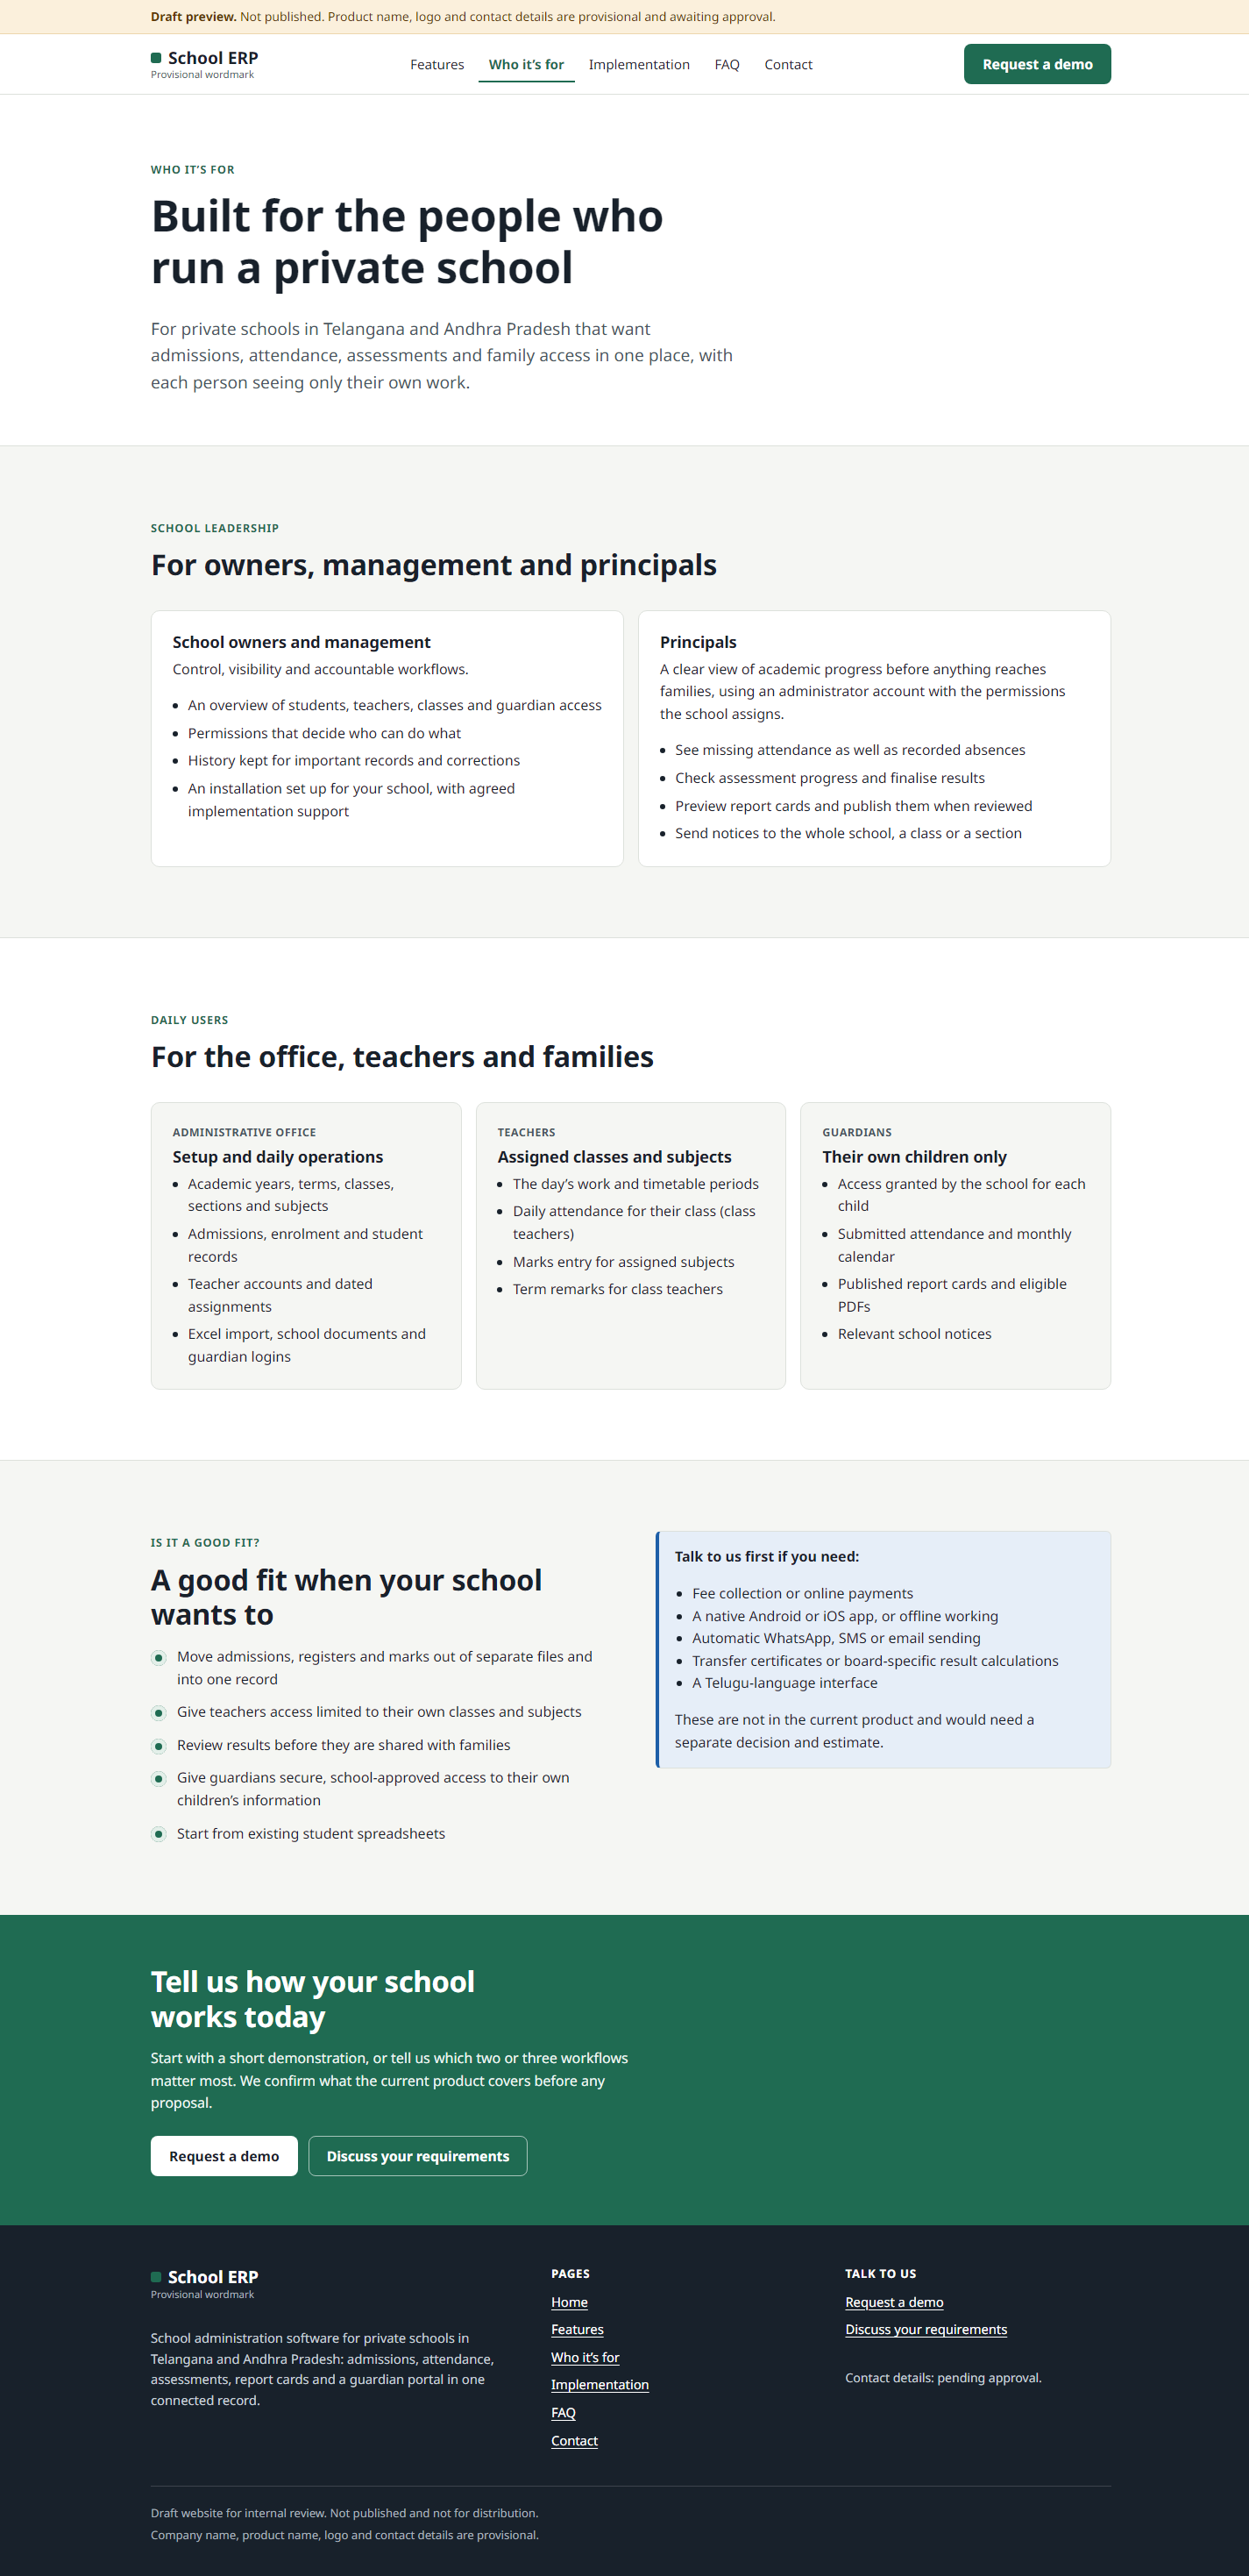 Draft preview. Not published. Product name, logo and contact details are provisional and awaiting approval.
School ERP
Provisional wordmark
Features
Who it’s for
Implementation
FAQ
Contact
Request a demo
WHO IT’S FOR
Built for the people who
run a private school
For private schools in Telangana and Andhra Pradesh that want
admissions, attendance, assessments and family access in one place, with
each person seeing only their own work.
SCHOOL LEADERSHIP
For owners, management and principals
School owners and management
Control, visibility and accountable workflows.
An overview of students, teachers, classes and guardian access
Permissions that decide who can do what
History kept for important records and corrections
An installation set up for your school, with agreed
implementation support
Principals
A clear view of academic progress before anything reaches
families, using an administrator account with the permissions
the school assigns.
See missing attendance as well as recorded absences
Check assessment progress and finalise results
Preview report cards and publish them when reviewed
Send notices to the whole school, a class or a section
DAILY USERS
For the office, teachers and families
ADMINISTRATIVE OFFICE
Setup and daily operations
Academic years, terms, classes,
sections and subjects
Admissions, enrolment and student
records
Teacher accounts and dated
assignments
Excel import, school documents and
guardian logins
TEACHERS
Assigned classes and subjects
The day’s work and timetable periods
Daily attendance for their class (class
teachers)
Marks entry for assigned subjects
Term remarks for class teachers
GUARDIANS
Their own children only
Access granted by the school for each
child
Submitted attendance and monthly
calendar
Published report cards and eligible
PDFs
Relevant school notices
IS IT A GOOD FIT?
A good fit when your school
wants to
Move admissions, registers and marks out of separate files and
into one record
Give teachers access limited to their own classes and subjects
Review results before they are shared with families
Give guardians secure, school-approved access to their own
children’s information
Start from existing student spreadsheets
Talk to us first if you need:
Fee collection or online payments
A native Android or iOS app, or offline working
Automatic WhatsApp, SMS or email sending
Transfer certificates or board-specific result calculations
A Telugu-language interface
These are not in the current product and would need a
separate decision and estimate.
Tell us how your school
works today
Start with a short demonstration, or tell us which two or three workflows
matter most. We confirm what the current product covers before any
proposal.
Request a demo
Discuss your requirements
School ERP
Provisional wordmark
School administration software for private schools in
Telangana and Andhra Pradesh: admissions, attendance,
assessments, report cards and a guardian portal in one
connected record.
PAGES
Home
Features
Who it’s for
Implementation
FAQ
Contact
TALK TO US
Request a demo
Discuss your requirements
Contact details: pending approval.
Draft website for internal review. Not published and not for distribution.
Company name, product name, logo and contact details are provisional.